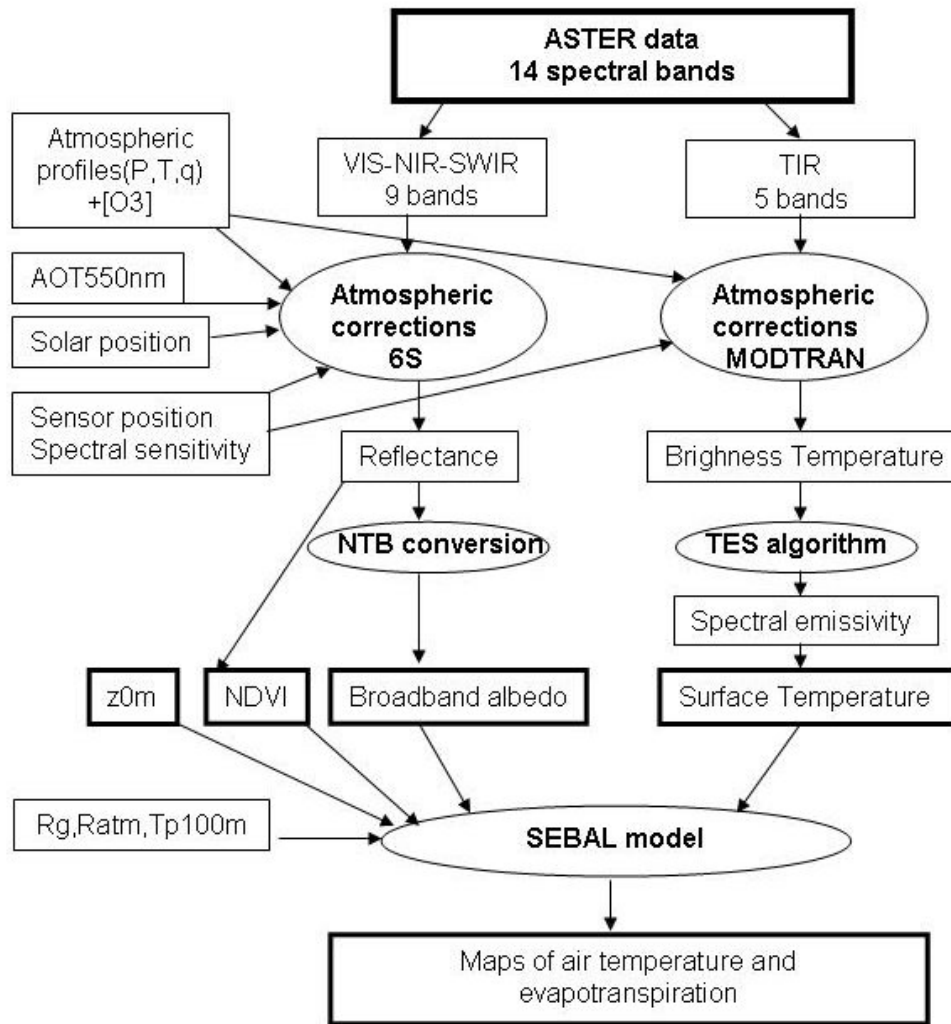 ASTER data
14 spectral bands
Atmospheric
profiles(P,T,q)
+[O3]
VIS-NIR-SWIR
9 bands
TIR
5 bands
AOT550nm
Solar position
Sensor position
Spectral sensitivity
Atmospheric
corrections
6S
Atmospheric
corrections
MODTRAN
Reflectance
Brighness Temperature
NTB conversion
TES algorithm
Spectral emissivity
z0m
NDVI
Broadband albedo
Surface Temperature
Rg,Ratm,Tp100m
SEBAL model
Maps of air temperature and
evapotranspiration